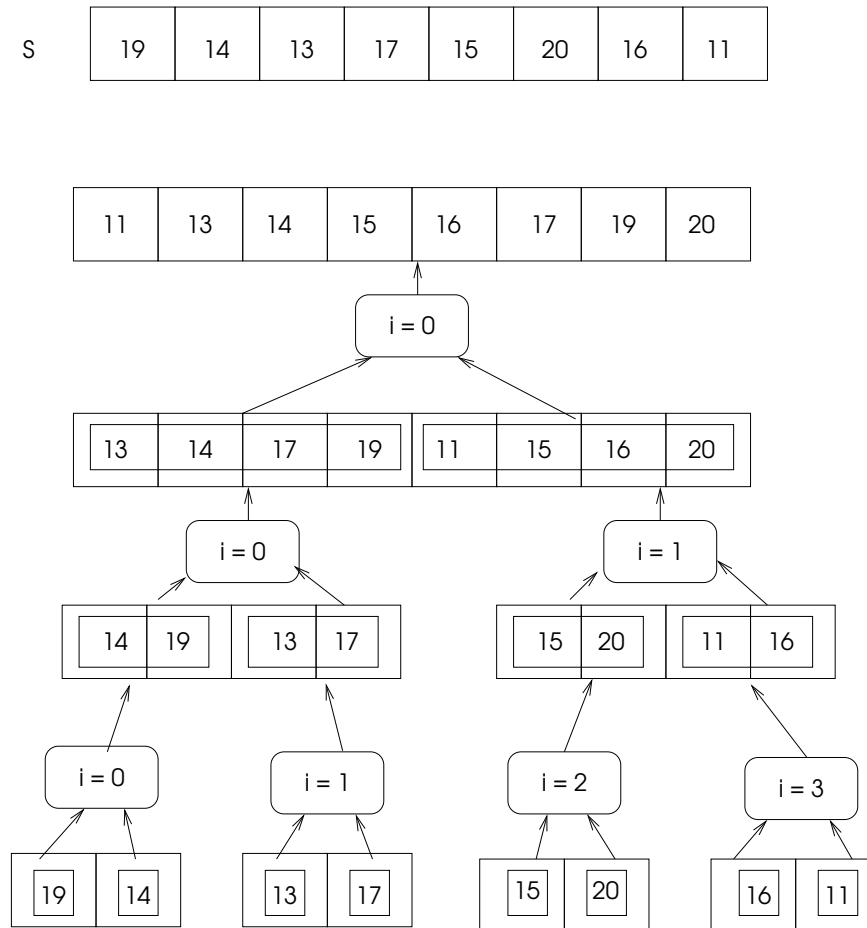 S 19 14 13 17 15 20 16 11
11 13 14 15 16 17 19 20
i = 0
13 14 17 19 11 15 16 20
i = 0 i = 1
14 19 13 17 15 20 11 16
i = 0 i = 1 i = 2 i = 3
19 14 13 17 15 20 16 11